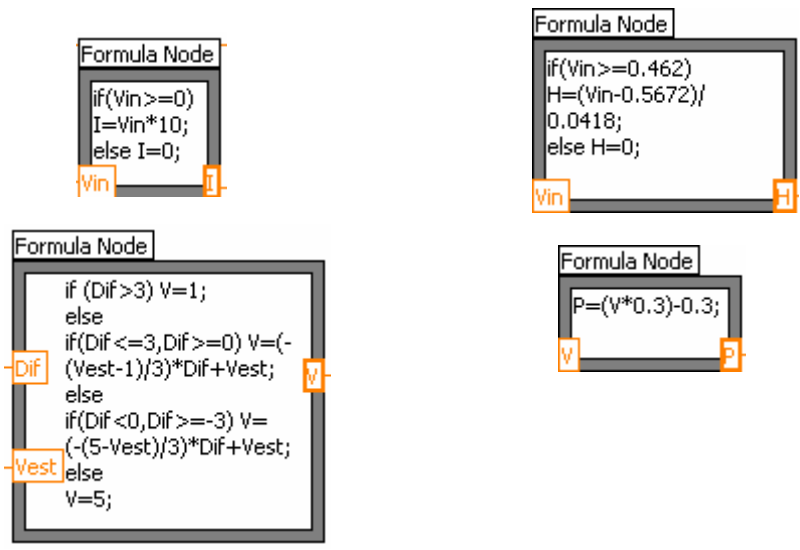 Formula Node
if(Vin>=0)
I=Vin*10;
else I=0;
Vin
I
Formula Node
if(Vin>=0.462)
H=(Vin-0.5672)/
0.0418;
else H=0;
Vin
H
Formula Node
if (Dif>3) V=1;
else
if(Dif<=3,Dif>=0) V=(-
(Vest-1)/3)*Dif+Vest;
else
if(Dif<0,Dif>=-3) V=
(-(5-Vest)/3)*Dif+Vest;
else
V=5;
Dif
Vest
V
Formula Node
P=(V*0.3)-0.3;
V
P